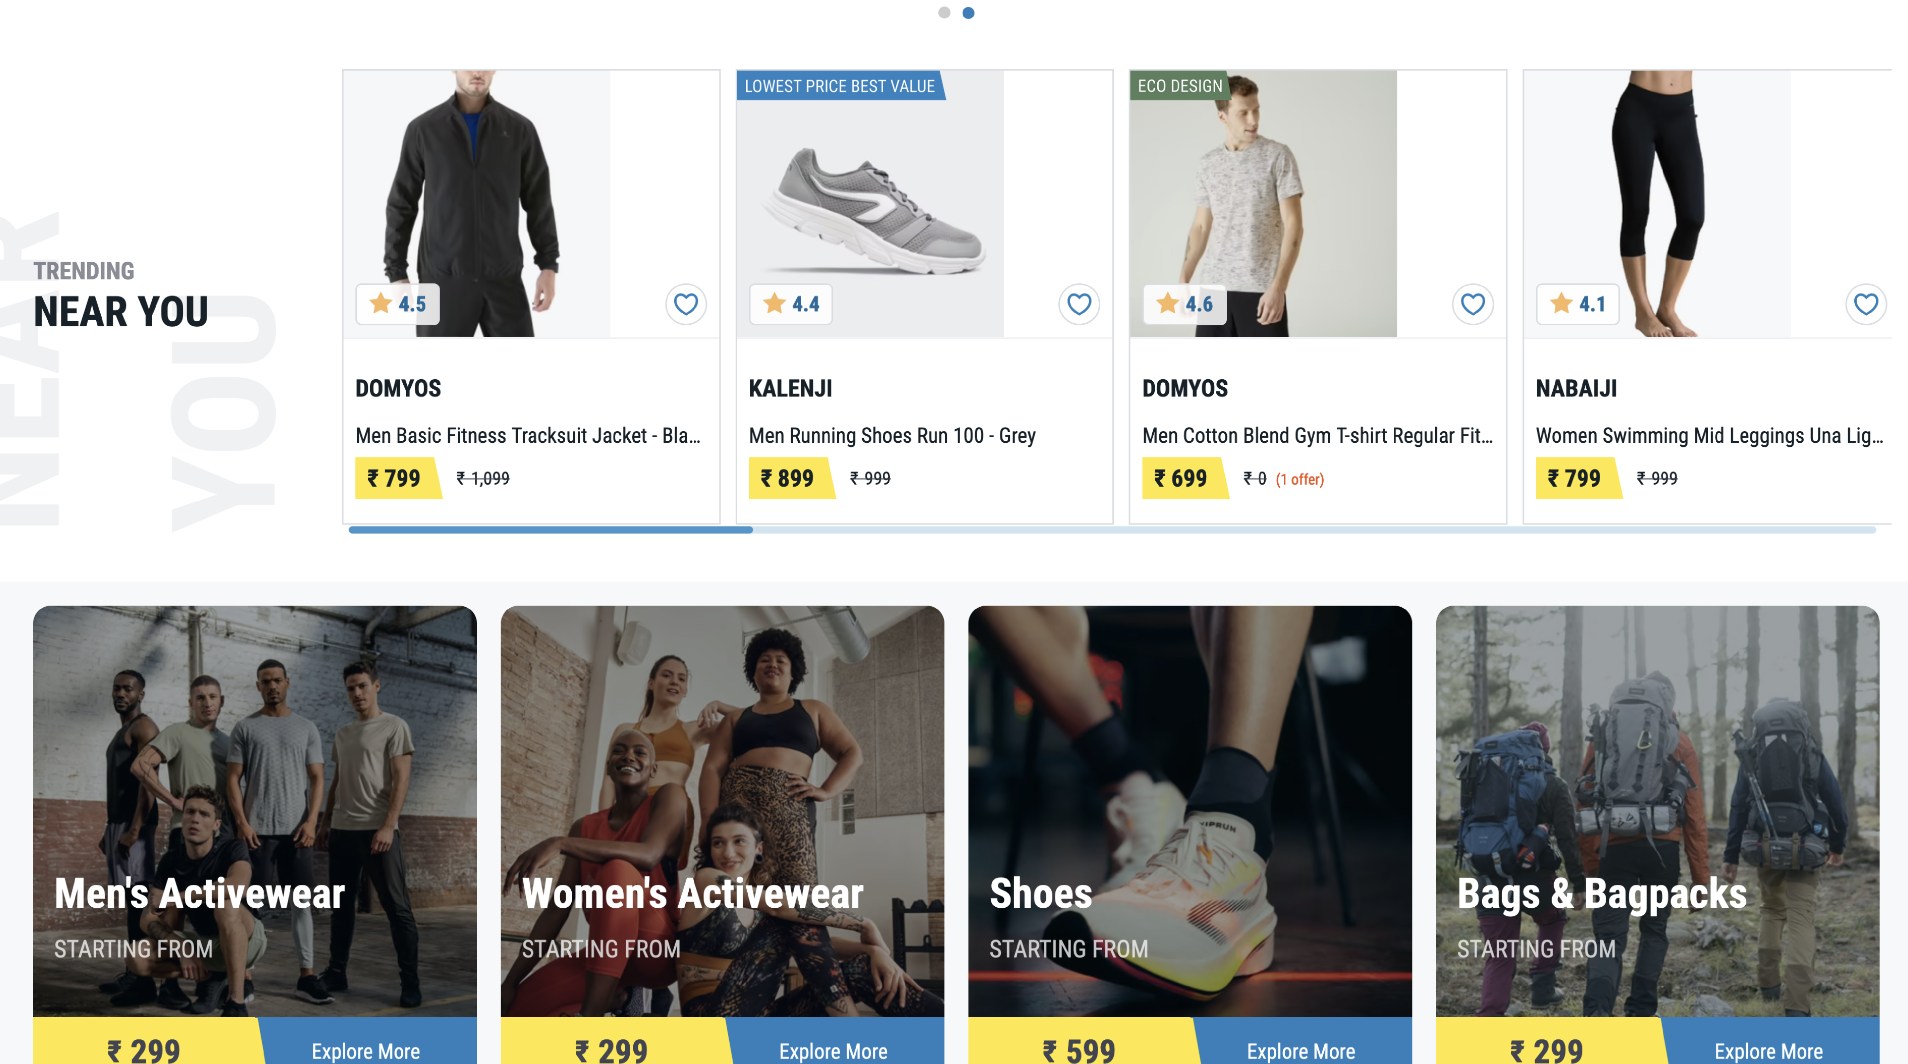 TRENDING
NEAR YOU
NEAR
YOU
LOWEST PRICE BEST VALUE
ECO DESIGN
4.5
4.4
4.6
4.1
DOMYOS
Men Basic Fitness Tracksuit Jacket - Bla...
₹ 799 ₹ 1,099
KALENJI
Men Running Shoes Run 100 - Grey
₹ 899 ₹ 999
DOMYOS
Men Cotton Blend Gym T-shirt Regular Fit...
₹ 699 ₹ 0 (1 offer)
NABAIJI
Women Swimming Mid Leggings Una Lig...
₹ 799 ₹ 999
Men's Activewear
STARTING FROM
₹ 299 Explore More
Women's Activewear
STARTING FROM
₹ 299 Explore More
Shoes
STARTING FROM
₹ 599 Explore More
Bags & Bagpacks
STARTING FROM
₹ 299 Explore More